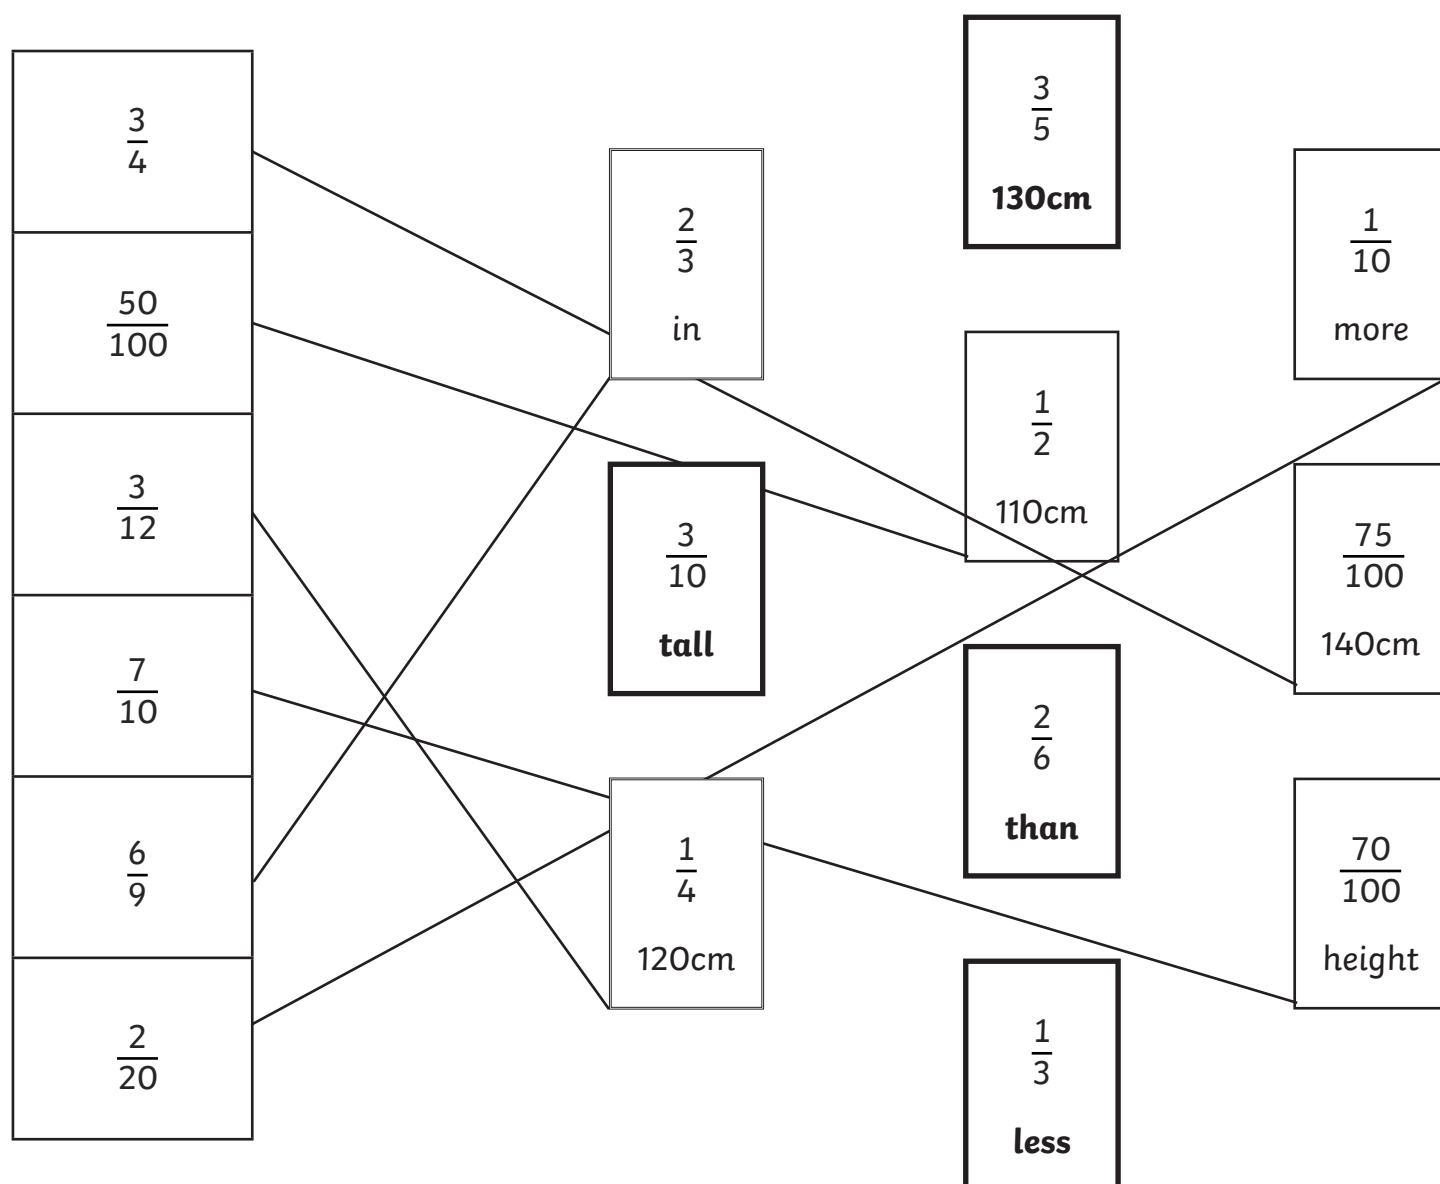 3/4
50/100
3/12
7/10
6/9
2/20
2/3
in
3/10
tall
1/4
120cm
3/5
130cm
1/2
110cm
2/6
than
1/3
less
1/10
more
75/100
140cm
70/100
height